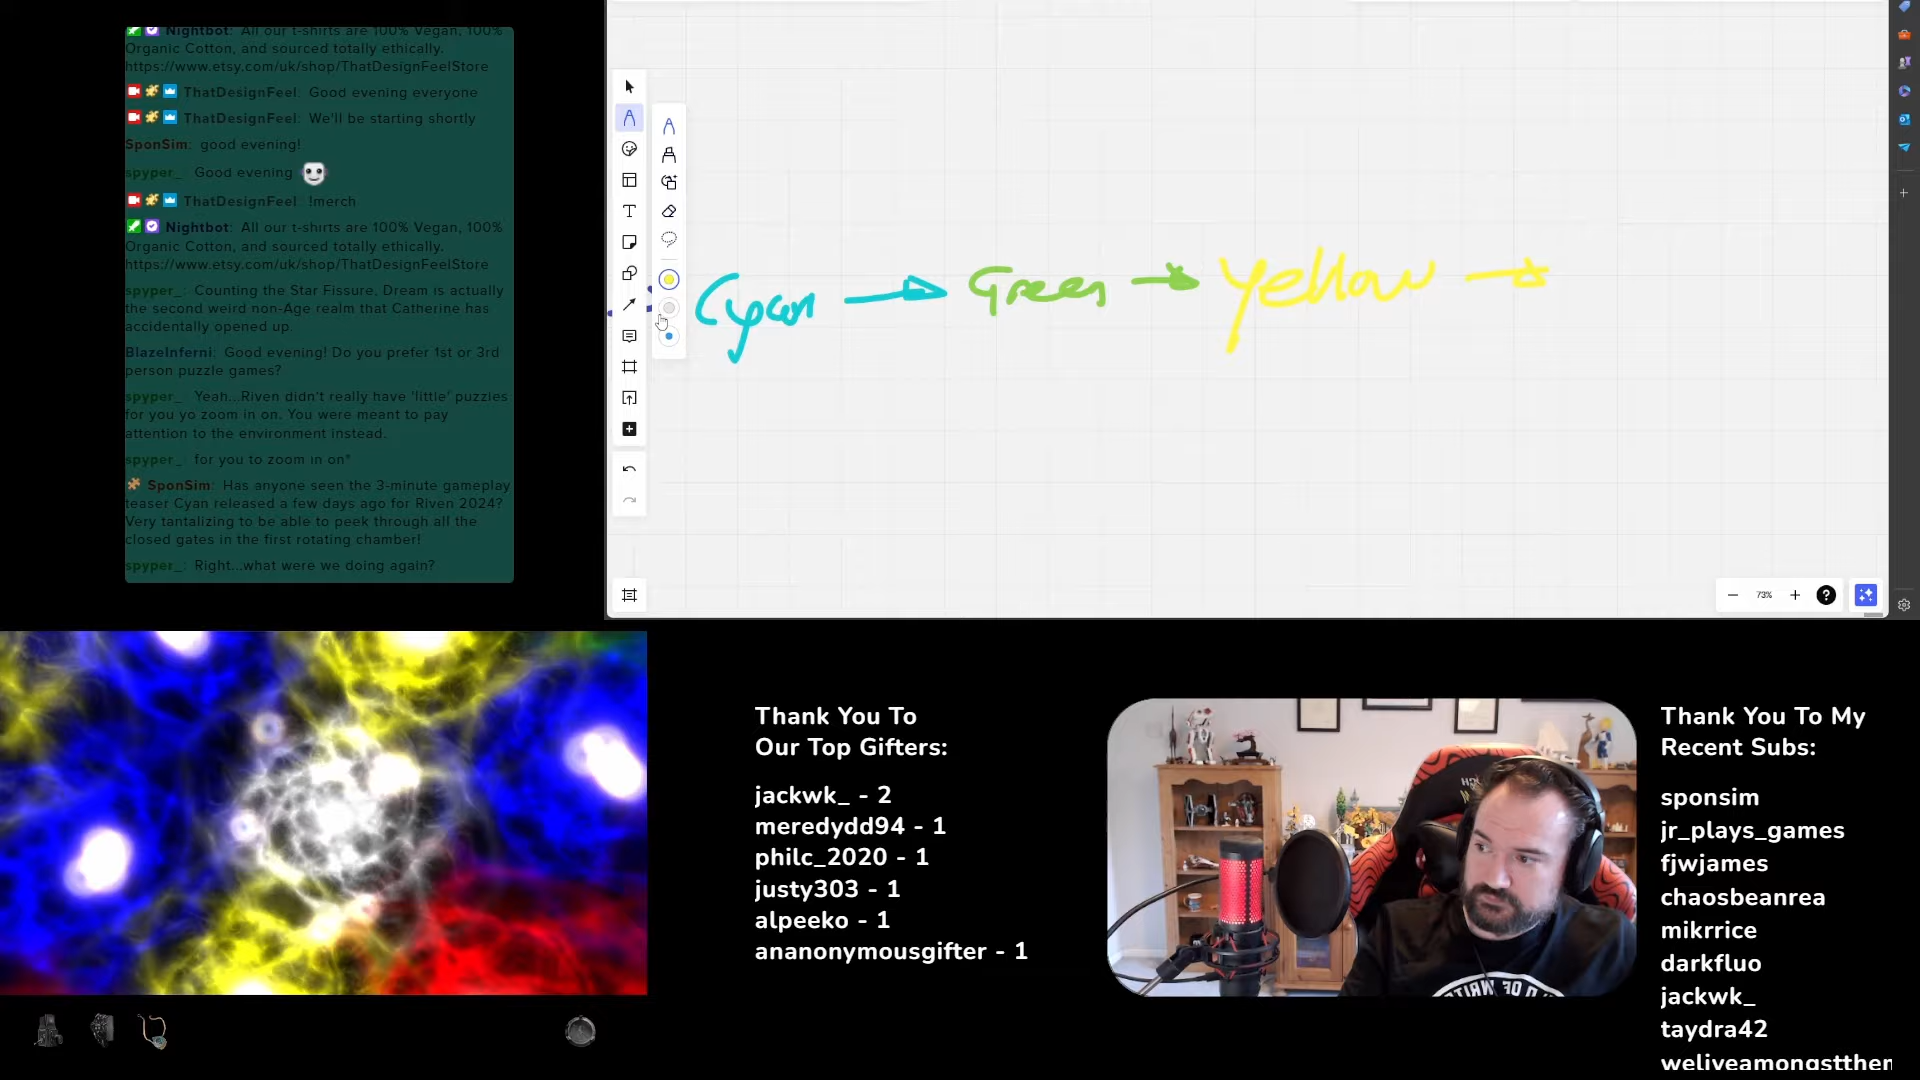 Nightbot: All our t-shirts are 100% Vegan, 100%
Organic Cotton, and sourced totally ethically.
https://www.etsy.com/uk/shop/ThatDesignFeelStore
ThatDesignFeel: Good evening everyone
ThatDesignFeel: We'll be starting shortly
SponSim: good evening!
spyper_: Good evening
ThatDesignFeel: !merch
Nightbot: All our t-shirts are 100% Vegan, 100%
Organic Cotton, and sourced totally ethically.
https://www.etsy.com/uk/shop/ThatDesignFeelStore
spyper_: Counting the Star Fissure, Dream is actually
the second weird non-Age realm that Catherine has
accidentally opened up.
BlazeInferni: Good evening! Do you prefer 1st or 3rd
person puzzle games?
spyper_: Yeah...Riven didn't really have 'little' puzzles
for you yo zoom in on. You were meant to pay
attention to the environment instead.
spyper_: for you to zoom in on*
SponSim: Has anyone seen the 3-minute gameplay
teaser Cyan released a few days ago for Riven 2024?
Very tantalizing to be able to peek through all the
closed gates in the first rotating chamber!
spyper_: Right...what were we doing again?
Cyan Green Yellow
73%
Thank You To
Our Top Gifters:
jackwk_ - 2
meredydd94 - 1
philc_2020 - 1
justy303 - 1
alpeeko - 1
ananonymousgifter - 1
Thank You To My
Recent Subs:
sponsim
jr_plays_games
fjwjames
chaosbeanrea
mikrrice
darkfluo
jackwk_
taydra42